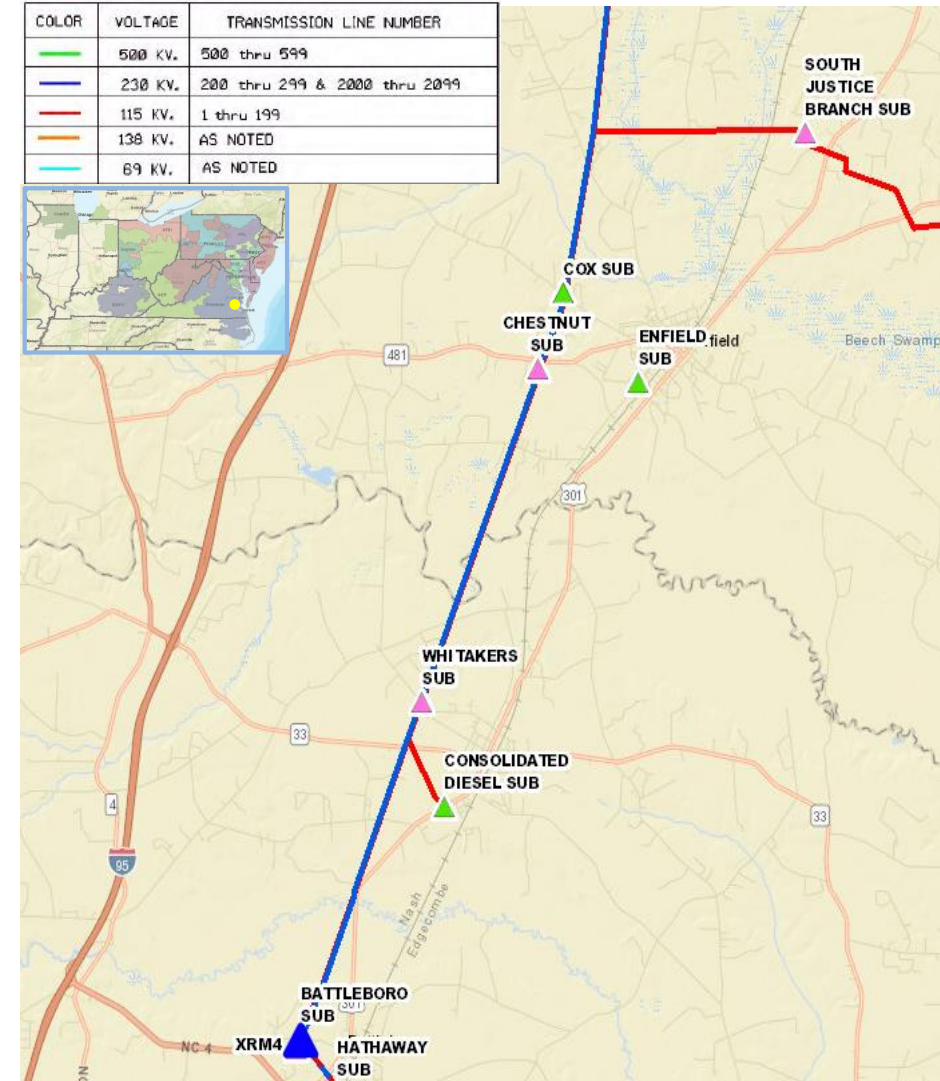 COLOR VOLTAGE TRANSMISSION LINE NUMBER
500 KV. 500 thru 599
230 KV. 200 thru 299 & 2000 thru 2099
115 KV. 1 thru 199
138 KV. AS NOTED
69 KV. AS NOTED
SOUTH
JUSTICE
BRANCH SUB
COX SUB
CHESTNUT
SUB
ENFIELD
SUB
field
Beech Swamp
481
301
WHITAKERS
SUB
33
CONSOLIDATED
DIESEL SUB
4
33
95
Nash
Edgecombe
BATTLEBORO
SUB
301
NC 4
XRM4
HATHAWAY
SUB